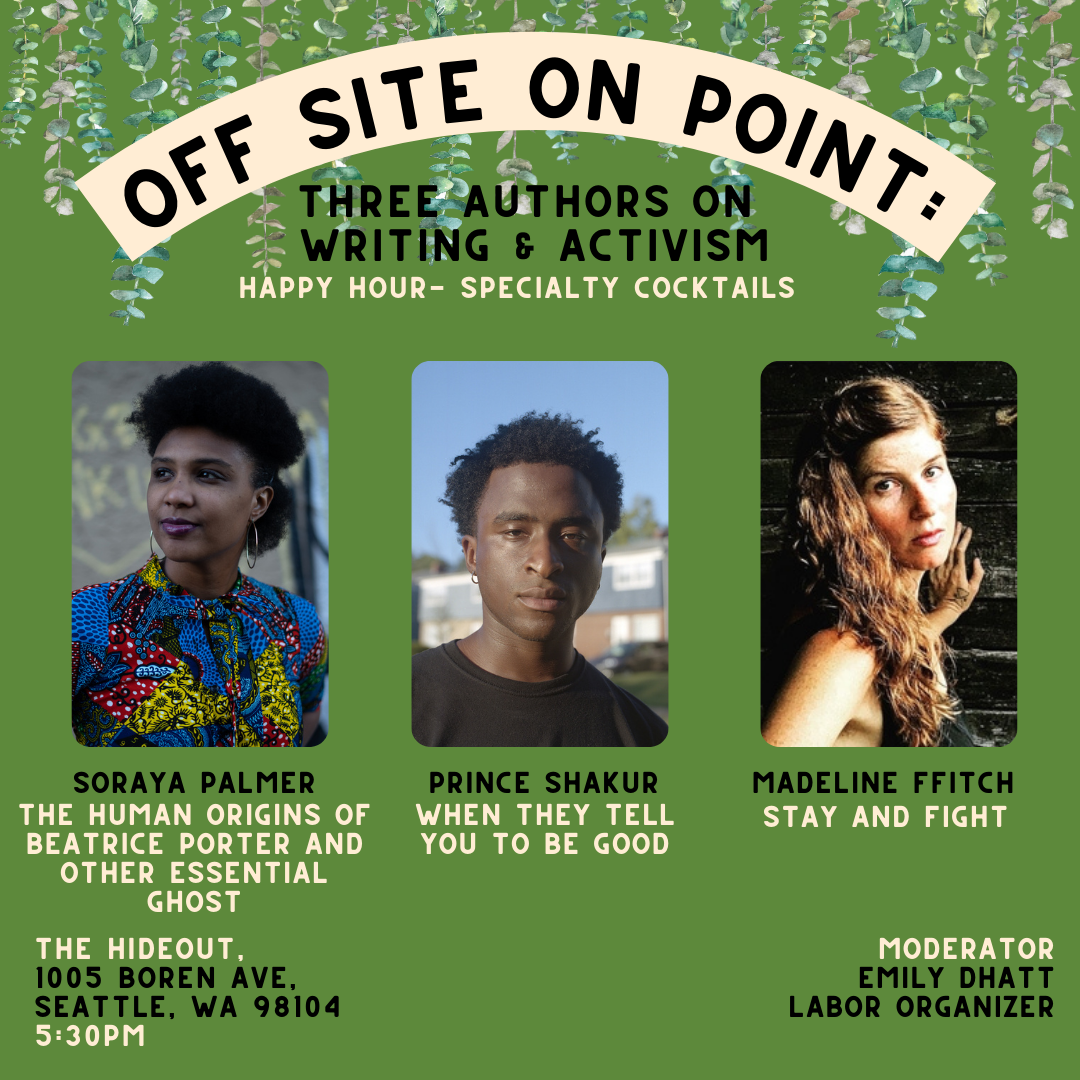 OFF SITE ON POINT:
THREE AUTHORS ON
WRITING & ACTIVISM
HAPPY HOUR- SPECIALTY COCKTAILS
SORAYA PALMER
THE HUMAN ORIGINS OF
BEATRICE PORTER AND
OTHER ESSENTIAL
GHOST
PRINCE SHAKUR
WHEN THEY TELL
YOU TO BE GOOD
MADELINE FFITCH
STAY AND FIGHT
THE HIDEOUT,
1005 BOREN AVE,
SEATTLE, WA 98104
5:30PM
MODERATOR
EMILY DHATT
LABOR ORGANIZER